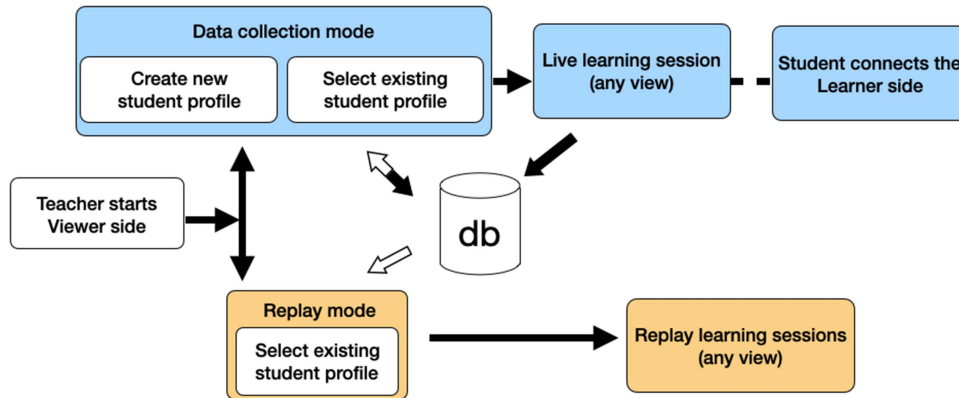 Data collection mode
Create new
student profile
Select existing
student profile
Live learning session
(any view)
Student connects the
Learner side
Teacher starts
Viewer side
db
Replay mode
Select existing
student profile
Replay learning sessions
(any view)